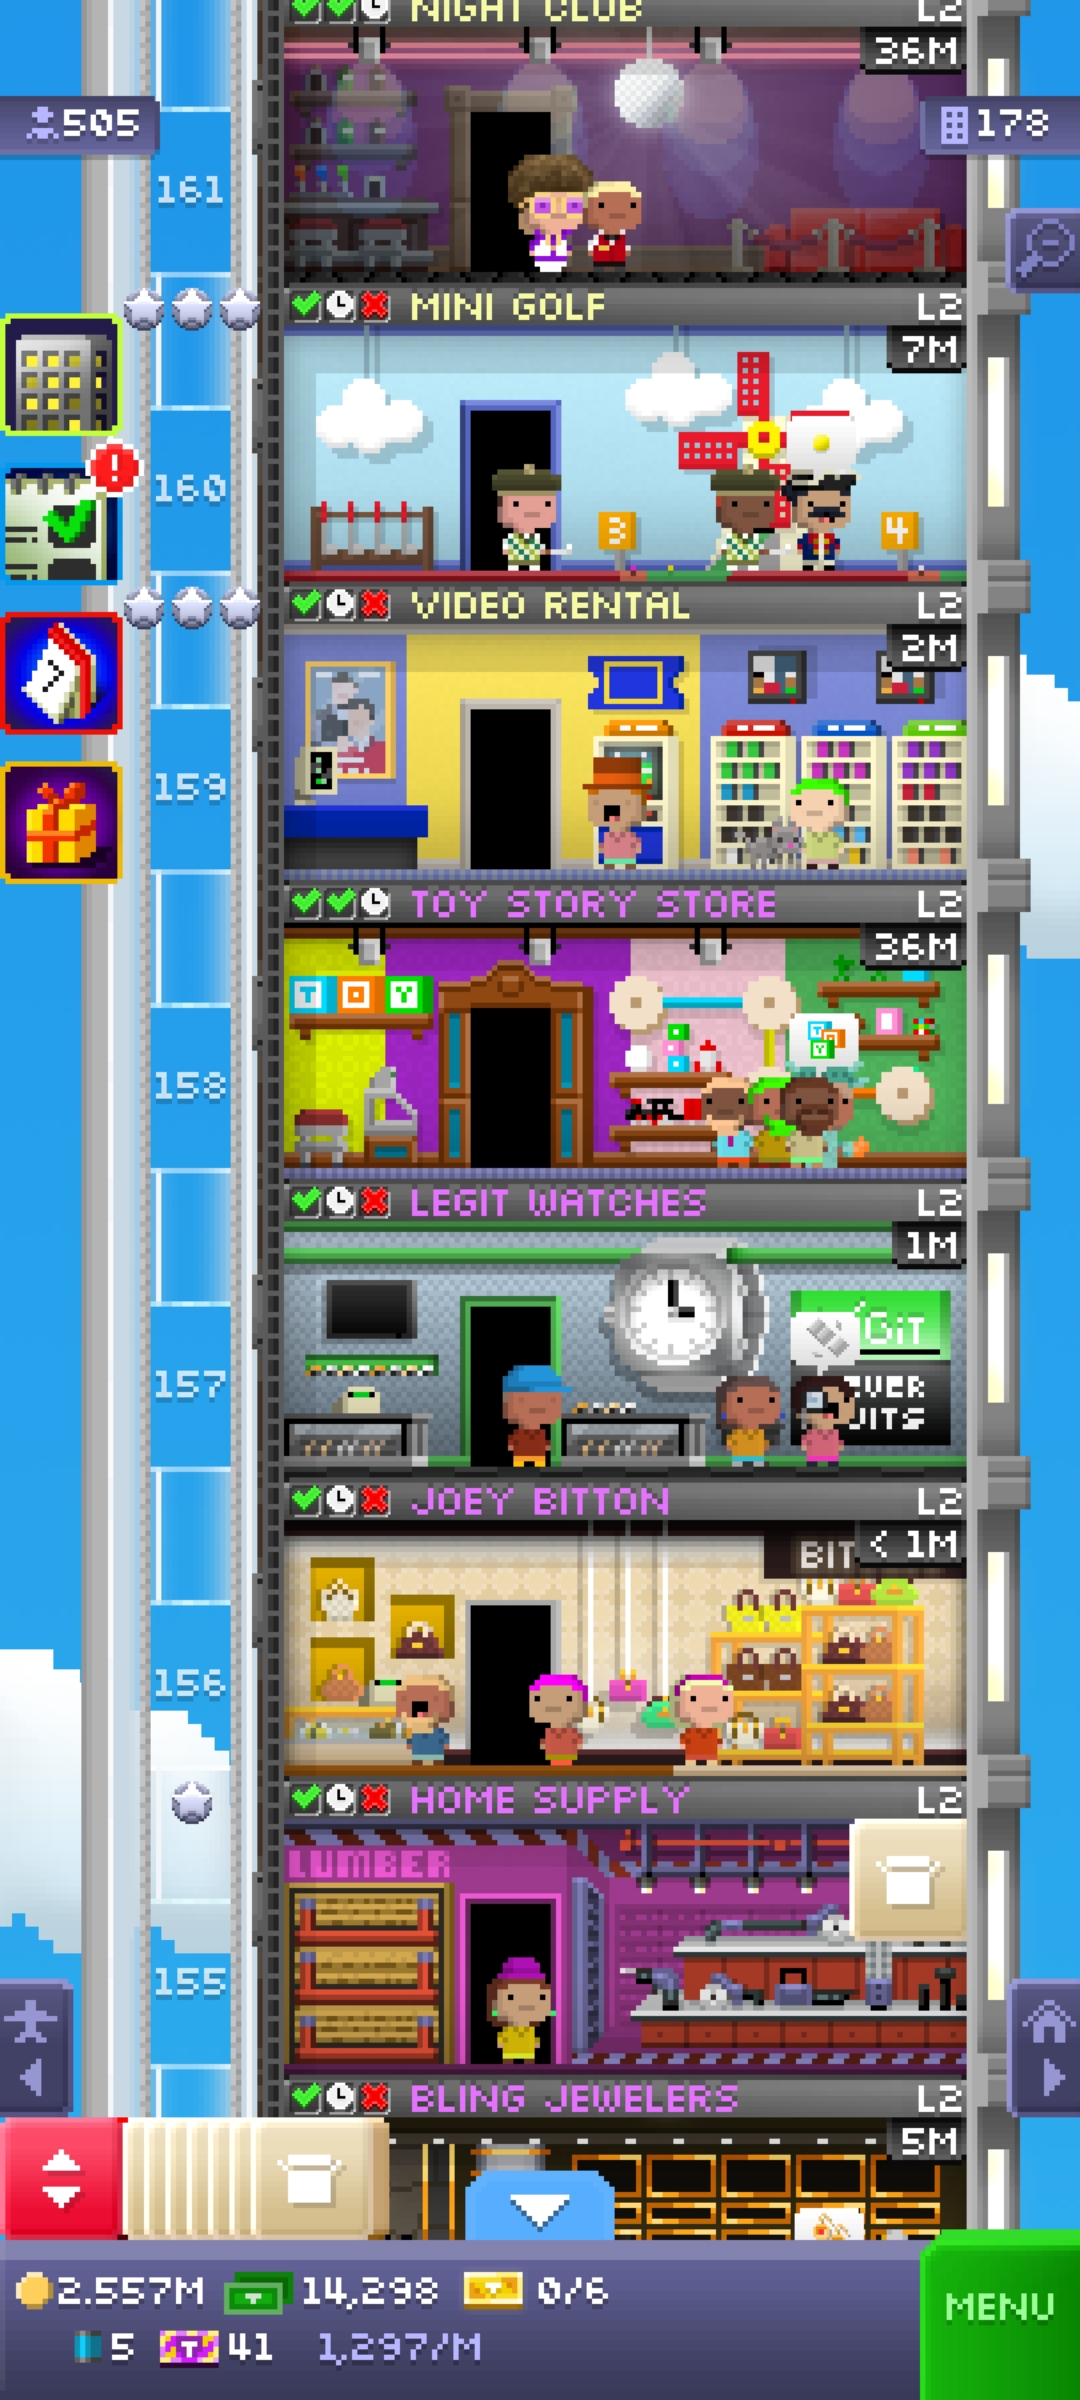 NIGHT CLUB L2
36M
505
178
161
MINI GOLF L2
7M
160
3
4
VIDEO RENTAL L2
2M
159
TOY STORY STORE L2
36M
T O Y
158
LEGIT WATCHES L2
1M
BIT
157
JOEY BITTON L2
BIT < 1M
156
HOME SUPPLY L2
LUMBER
155
BLING JEWELERS L2
5M
2.557M 14,298 0/6
5 T 41 1,297/M
MENU